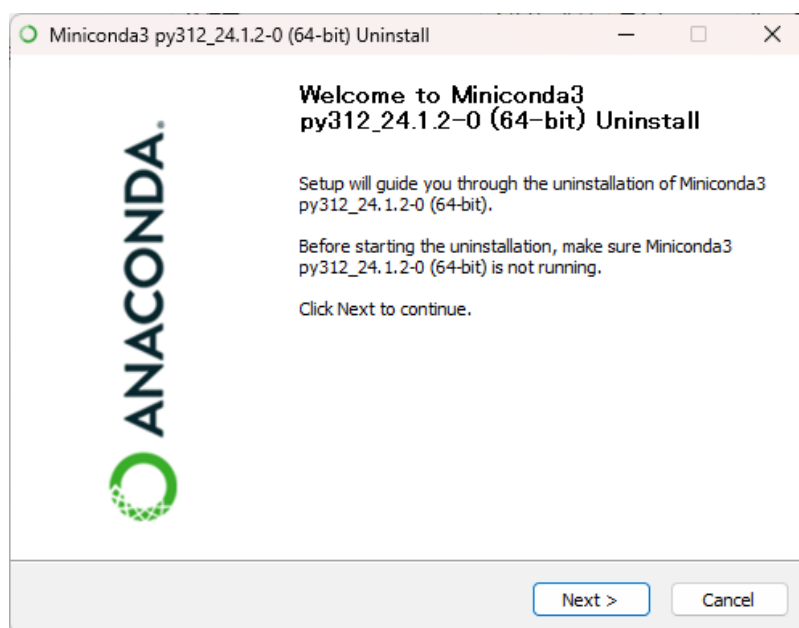 Miniconda3 py312_24.1.2-0 (64-bit) Uninstall
ANACONDA.
Welcome to Miniconda3
py312_24.1.2-0 (64-bit) Uninstall
Setup will guide you through the uninstallation of Miniconda3
py312_24.1.2-0 (64-bit).
Before starting the uninstallation, make sure Miniconda3
py312_24.1.2-0 (64-bit) is not running.
Click Next to continue.
Next >
Cancel